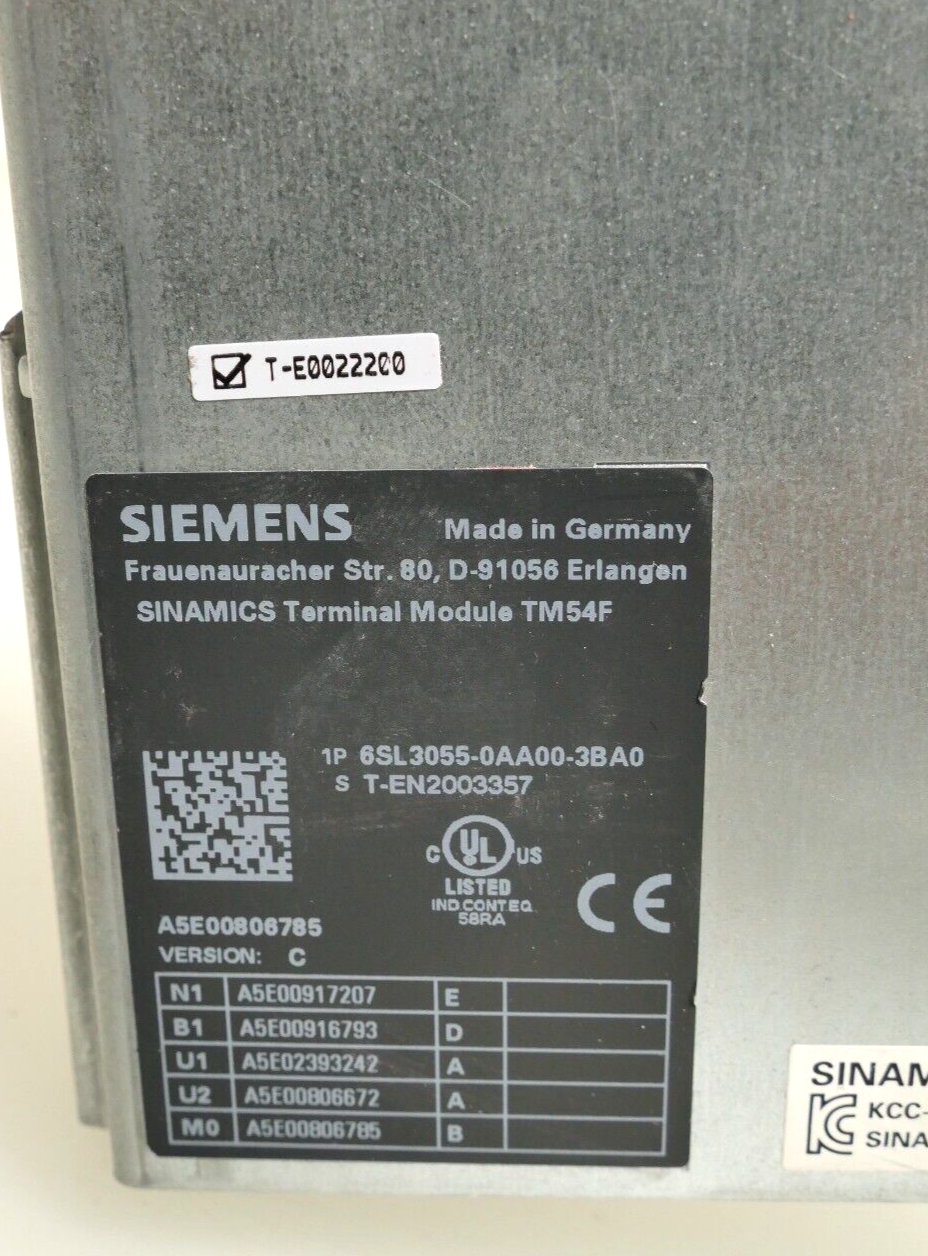 T-E0022200
SIEMENS Made in Germany
Frauenauracher Str. 80, D-91056 Erlangen
SINAMICS Terminal Module TM54F
1P 6SL3055-0AA00-3BA0
S T-EN2003357
C UL US
LISTED
IND.CONT.EQ.
58RA
CE
A5E00806785
VERSION: C
N1 A5E00917207 E
B1 A5E00916793 D
U1 A5E02393242 A
U2 A5E00806672 A
M0 A5E00806785 B
SINAM
KCC-
SINA